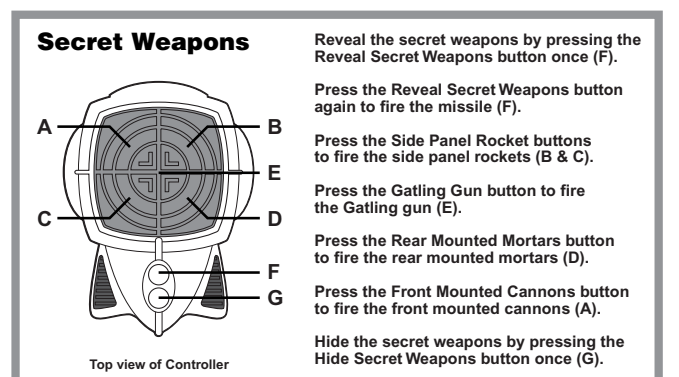 Secret Weapons
A
B
E
C
D
F
G
Top view of Controller
Reveal the secret weapons by pressing the
Reveal Secret Weapons button once (F).
Press the Reveal Secret Weapons button
again to fire the missile (F).
Press the Side Panel Rocket buttons
to fire the side panel rockets (B & C).
Press the Gatling Gun button to fire
the Gatling gun (E).
Press the Rear Mounted Mortars button
to fire the rear mounted mortars (D).
Press the Front Mounted Cannons button
to fire the front mounted cannons (A).
Hide the secret weapons by pressing the
Hide Secret Weapons button once (G).